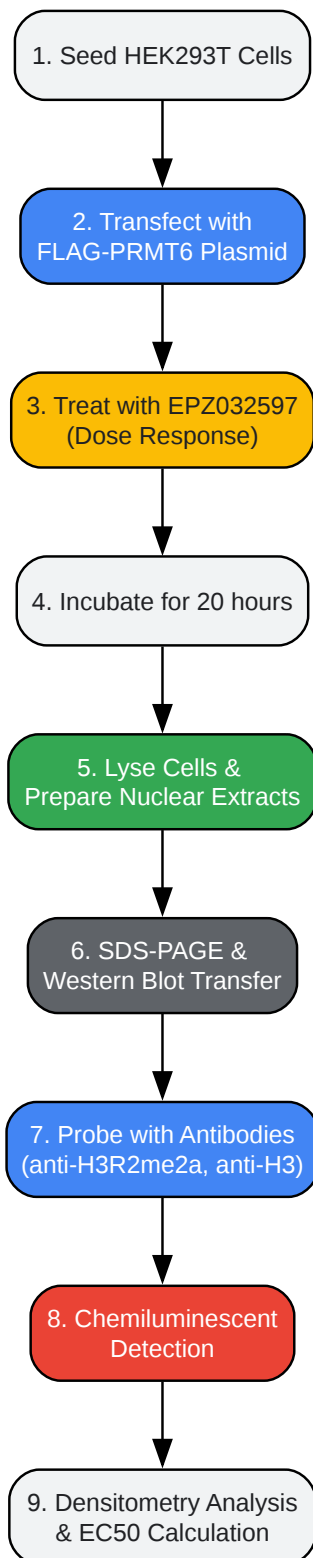 1. Seed HEK293T Cells
2. Transfect with
FLAG-PRMT6 Plasmid
3. Treat with EPZ032597
(Dose Response)
4. Incubate for 20 hours
5. Lyse Cells &
Prepare Nuclear Extracts
6. SDS-PAGE &
Western Blot Transfer
7. Probe with Antibodies
(anti-H3R2me2a, anti-H3)
8. Chemiluminescent
Detection
9. Densitometry Analysis
& EC50 Calculation